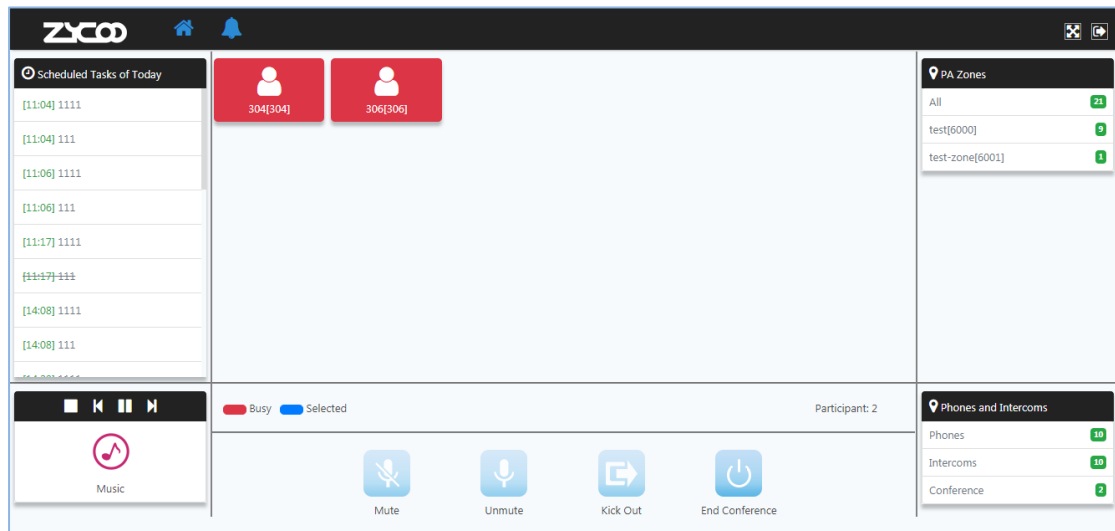 ZYCOO
Scheduled Tasks of Today
[11:04] 1111
[11:04] 111
[11:06] 1111
[11:06] 111
[11:17] 1111
[11:17] 111
[14:08] 1111
[14:08] 111
304[304]
306[306]
PA Zones
All 21
test[6000] 9
test-zone[6001] 1
Music
Busy Selected Participant: 2
Mute Unmute Kick Out End Conference
Phones and Intercoms
Phones 10
Intercoms 10
Conference 2